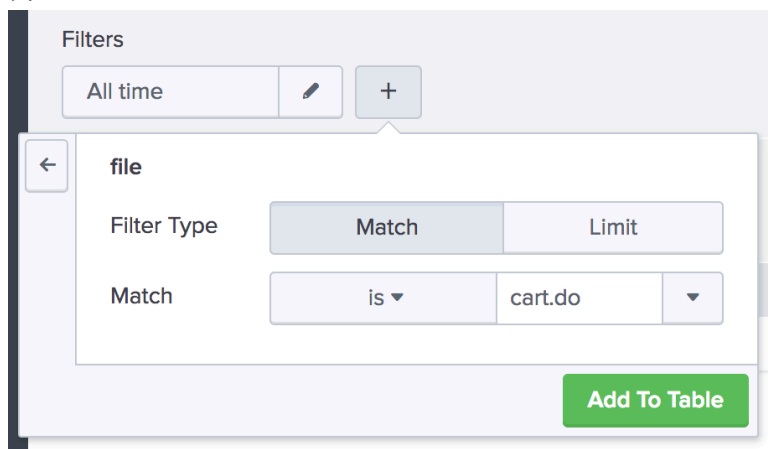 Filters
All time
+
file
Filter Type Match Limit
Match is cart.do
Add To Table